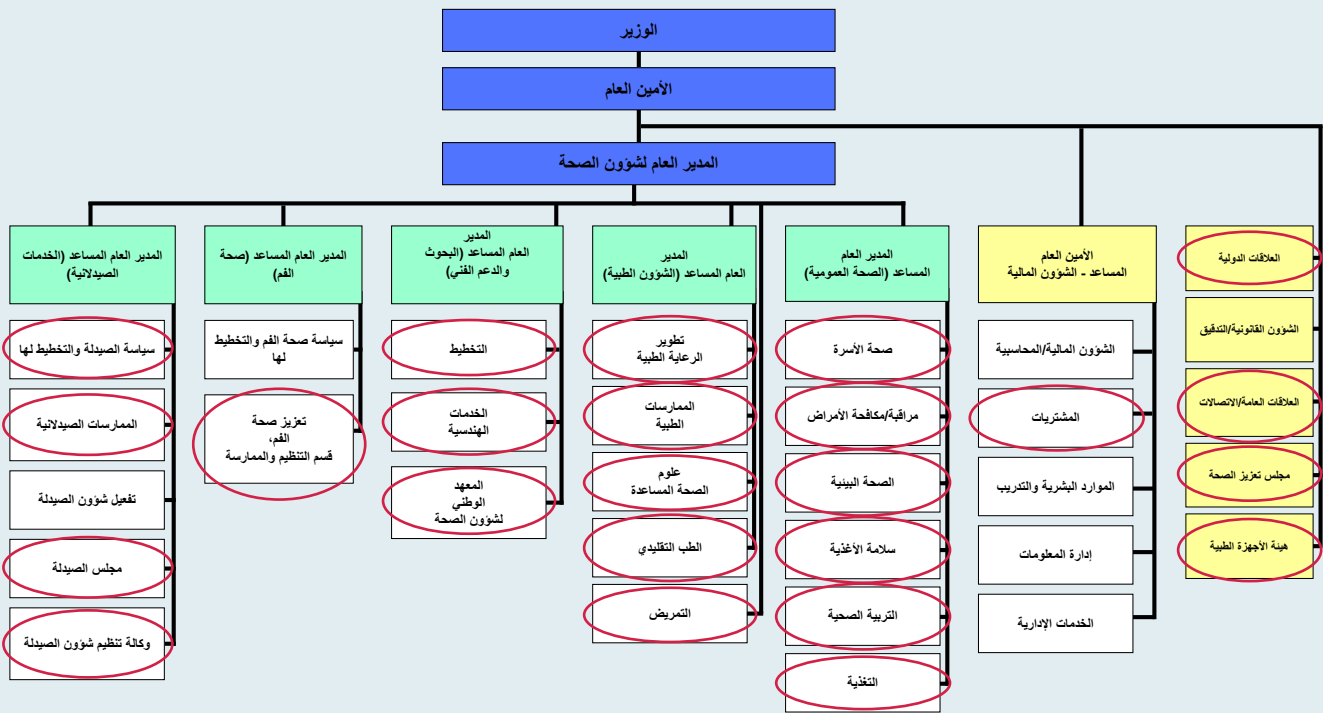 الوزير
الأمين العام
المدير العام لشؤون الصحة
العلاقات الدولية
الشؤون القانونية/التدقيق
العلاقات العامة/الاتصالات
مجلس تعزيز الصحة
هيئة الأجهزة الطبية
الأمين العام
المساعد - الشؤون المالية
الشؤون المالية/المحاسبية
المشتريات
الموارد البشرية والتدريب
إدارة المعلومات
الخدمات الإدارية
المدير العام
المساعد (الصحة العمومية)
صحة الأسرة
مراقبة/مكافحة الأمراض
الصحة البيئية
سلامة الأغذية
التربية الصحية
التغذية
المدير
العام المساعد (الشؤون الطبية)
تطوير
الرعاية الطبية
الممارسات
الطبية
علوم
الصحة المساعدة
الطب التقليدي
التمريض
المدير
العام المساعد (البحوث
والدعم الفني)
التخطيط
الخدمات
الهندسية
المعهد
الوطني
لشؤون الصحة
المدير العام المساعد (صحة
الفم)
سياسة صحة الفم والتخطيط
لها
تعزيز صحة
الفم،
قسم التنظيم والممارسة
المدير العام المساعد (الخدمات
الصيدلانية)
سياسة الصيدلة والتخطيط لها
الممارسات الصيدلانية
تفعيل شؤون الصيدلة
مجلس الصيدلة
وكالة تنظيم شؤون الصيدلة